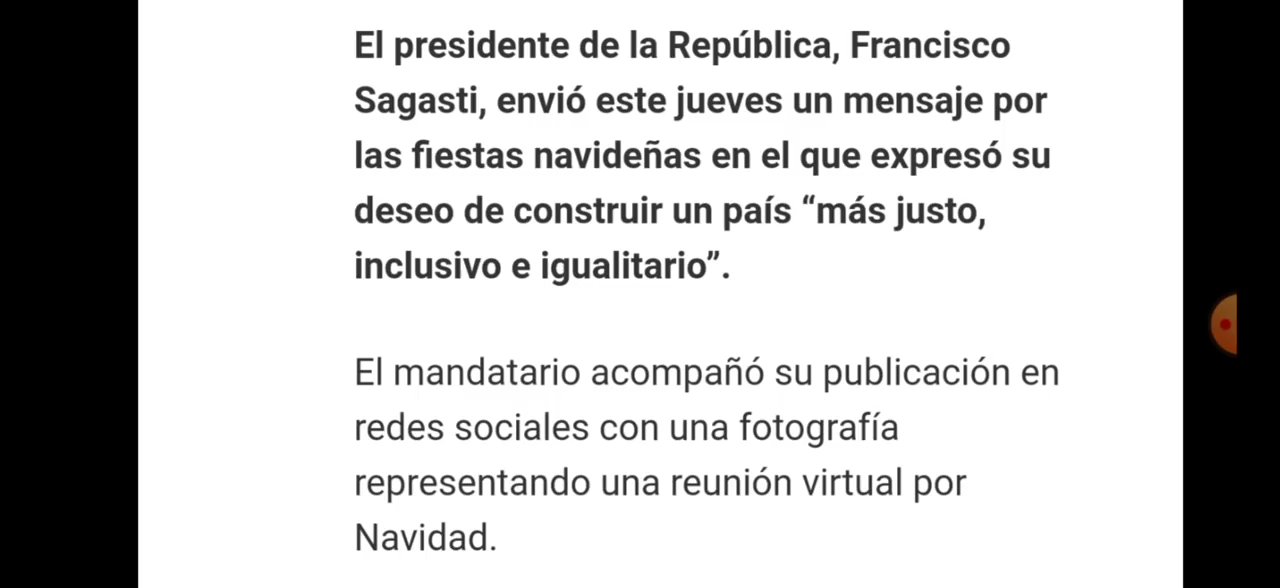 El presidente de la República, Francisco
Sagasti, envió este jueves un mensaje por
las fiestas navideñas en el que expresó su
deseo de construir un país “más justo,
inclusivo e igualitario”.
El mandatario acompañó su publicación en
redes sociales con una fotografía
representando una reunión virtual por
Navidad.